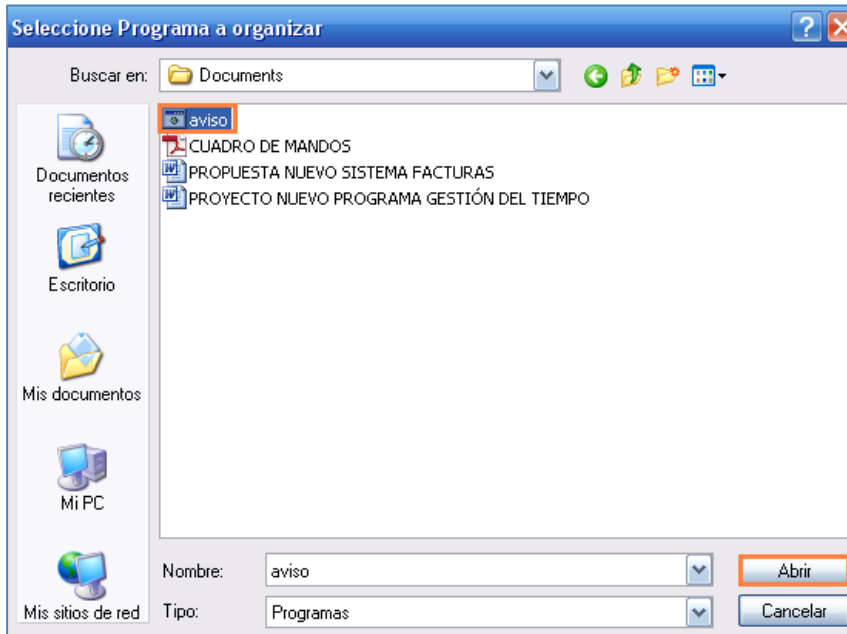 Seleccione Programa a organizar
Buscar en: Documents
aviso
CUADRO DE MANDOS
PROPUESTA NUEVO SISTEMA FACTURAS
PROYECTO NUEVO PROGRAMA GESTIÓN DEL TIEMPO
Documentos
recientes
Escritorio
Mis documentos
Mi PC
Mis sitios de red
Nombre: aviso Abrir
Tipo: Programas Cancelar